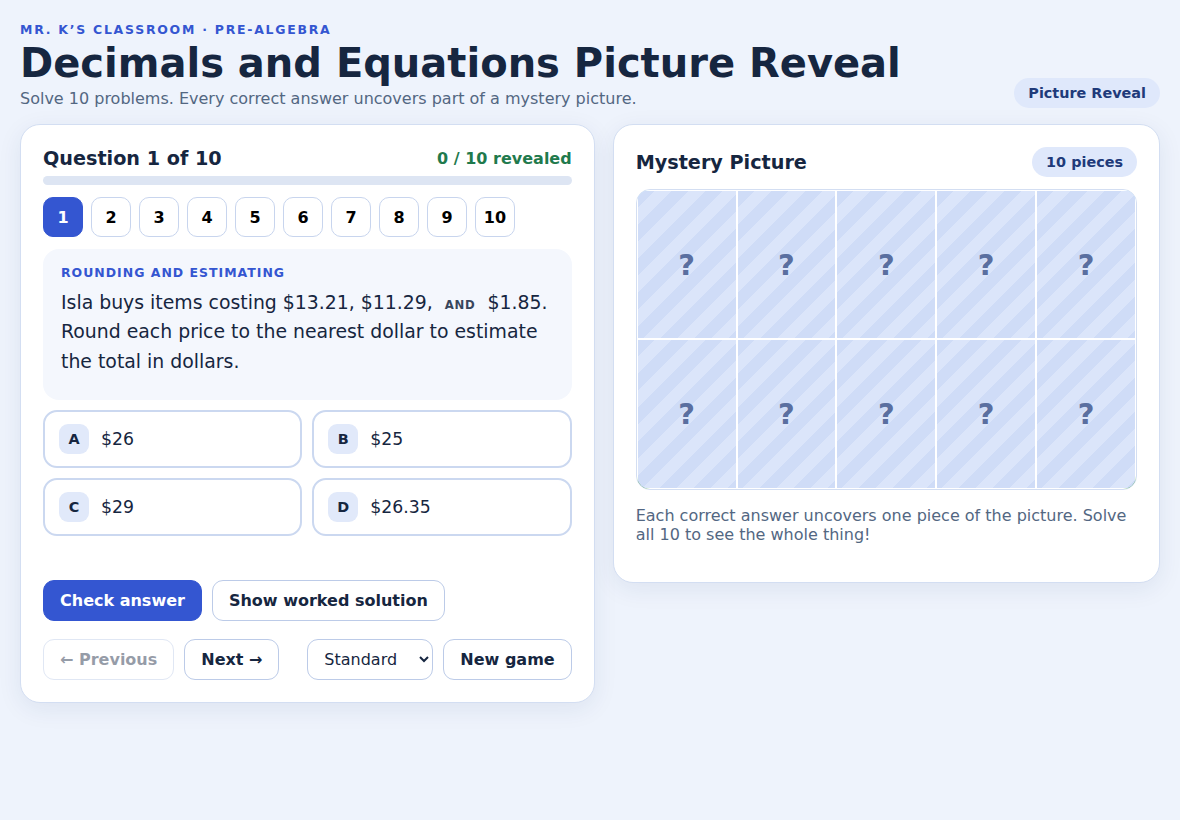 MR. K’S CLASSROOM · PRE-ALGEBRA
Decimals and Equations Picture Reveal
Solve 10 problems. Every correct answer uncovers part of a mystery picture.
Picture Reveal
Question 1 of 10
0 / 10 revealed
1 2 3 4 5 6 7 8 9 10
ROUNDING AND ESTIMATING
Isla buys items costing $13.21, $11.29, AND $1.85.
Round each price to the nearest dollar to estimate
the total in dollars.
A $26
B $25
C $29
D $26.35
Check answer
Show worked solution
← Previous
Next →
Standard
New game
Mystery Picture
10 pieces
? ? ? ? ?
? ? ? ? ?
Each correct answer uncovers one piece of the picture. Solve
all 10 to see the whole thing!